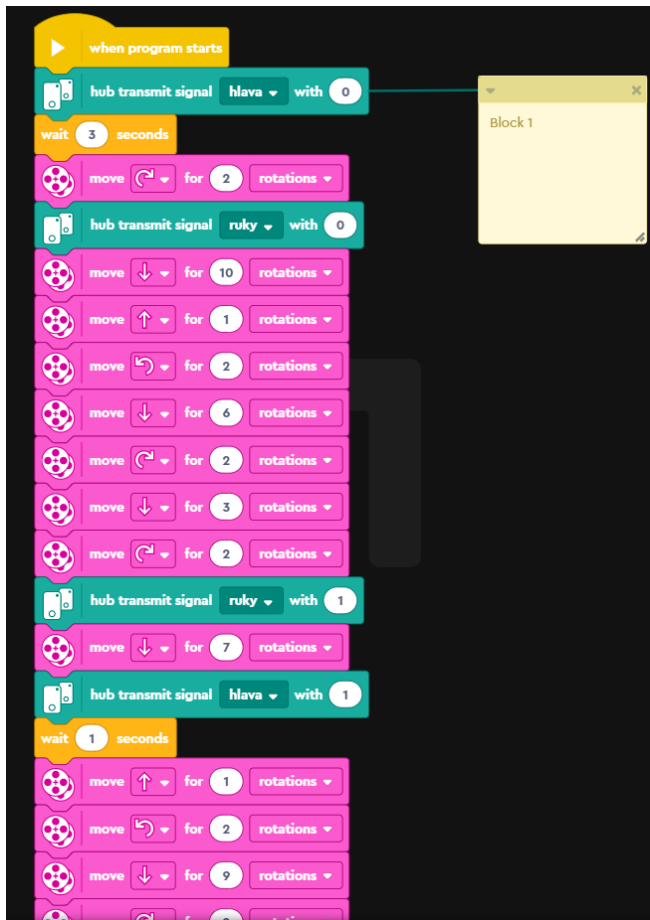 when program starts
hub transmit signal hlava with 0
Block 1
wait 3 seconds
move for 2 rotations
hub transmit signal ruky with 0
move for 10 rotations
move for 1 rotations
move for 2 rotations
move for 6 rotations
move for 2 rotations
move for 3 rotations
move for 2 rotations
hub transmit signal ruky with 1
move for 7 rotations
hub transmit signal hlava with 1
wait 1 seconds
move for 1 rotations
move for 2 rotations
move for 9 rotations